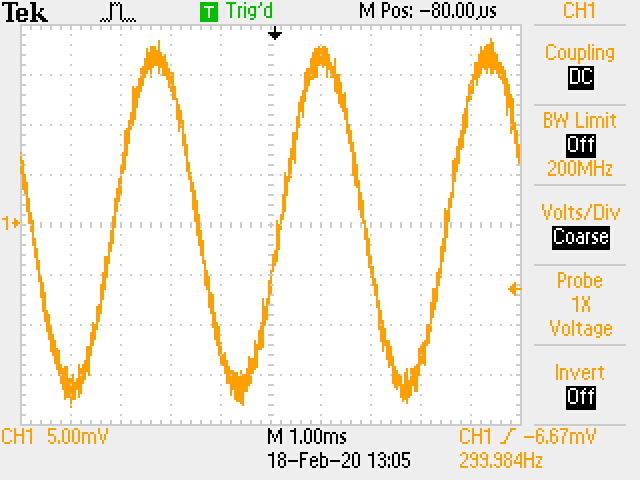 Tek T Trig'd M Pos: -80.00µs CH1
Coupling
DC
BW Limit
Off
200MHz
Volts/Div
Coarse
Probe
1X
Voltage
Invert
Off
1
CH1 5.00mV M 1.00ms CH1 -6.67mV
18-Feb-20 13:05 299.984Hz